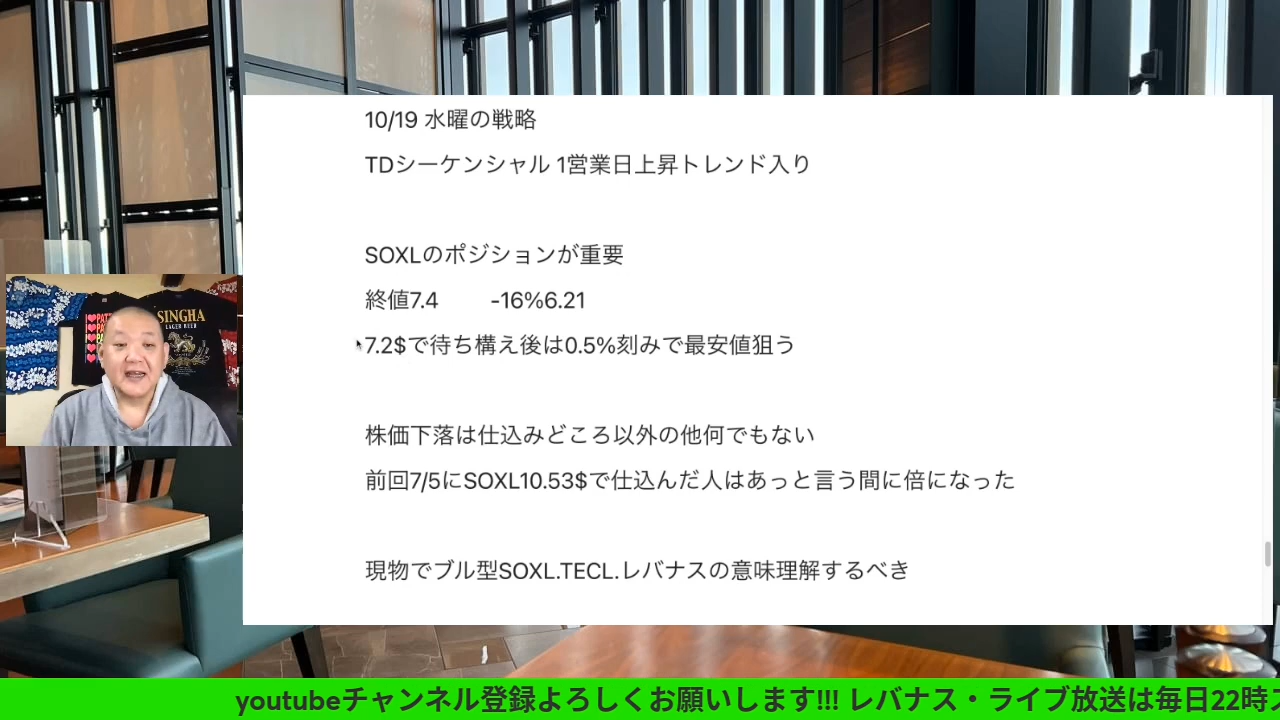 10/19 水曜の戦略
TDシーケンシャル 1営業日上昇トレンド入り
SOXLのポジションが重要
終値7.4 -16%6.21
7.2$で待ち構え後は0.5%刻みで最安値狙う
株価下落は仕込みどころ以外の他何でもない
前回7/5にSOXL10.53$で仕込んだ人はあっと言う間に倍になった
現物でブル型SOXL.TECL.レバナスの意味理解するべき
SINGHA
LAGER BEER
youtubeチャンネル登録よろしくお願いします!!! レバナス・ライブ放送は毎日22時